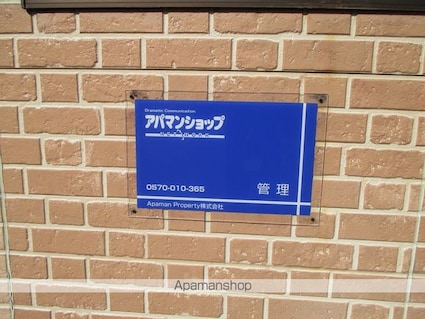 Dramatic Communication
アパマンショップ
0570-010-365
管理
Apaman Property株式会社
Apamanshop